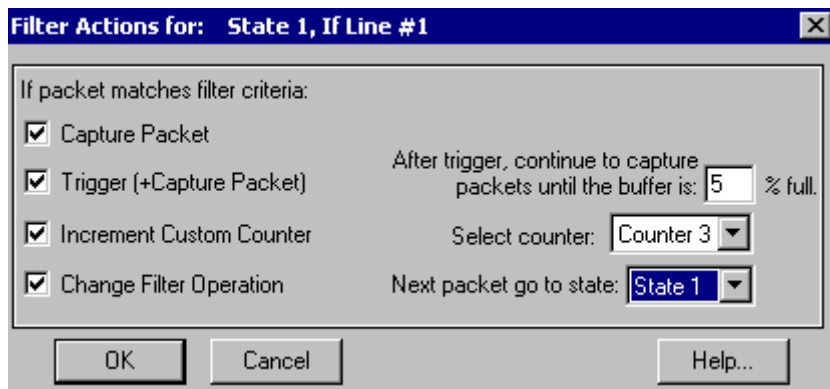 Filter Actions for: State 1, If Line #1
If packet matches filter criteria:
Capture Packet
After trigger, continue to capture
Trigger (+Capture Packet) packets until the buffer is: 5 % full.
Increment Custom Counter Select counter: Counter 3
Change Filter Operation Next packet go to state: State 1
OK Cancel Help...